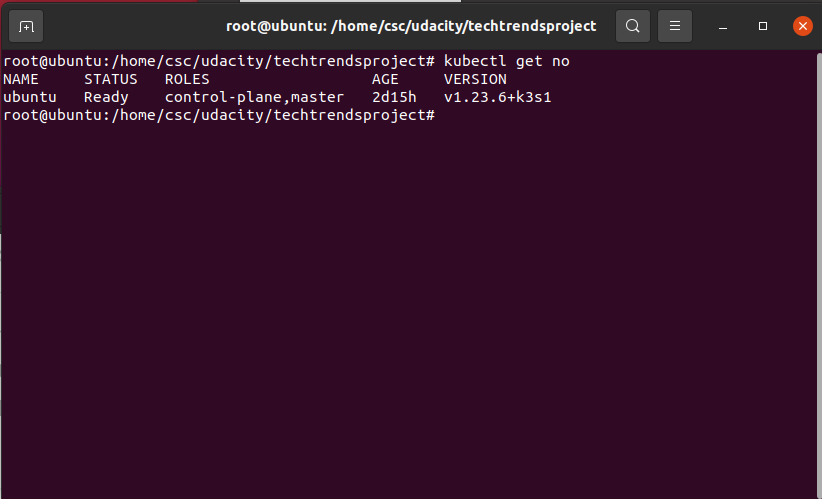 root@ubuntu: /home/csc/udacity/techtrendsproject
root@ubuntu:/home/csc/udacity/techtrendsproject# kubectl get no
NAME     STATUS   ROLES                  AGE     VERSION
ubuntu   Ready    control-plane,master   2d15h   v1.23.6+k3s1
root@ubuntu:/home/csc/udacity/techtrendsproject#